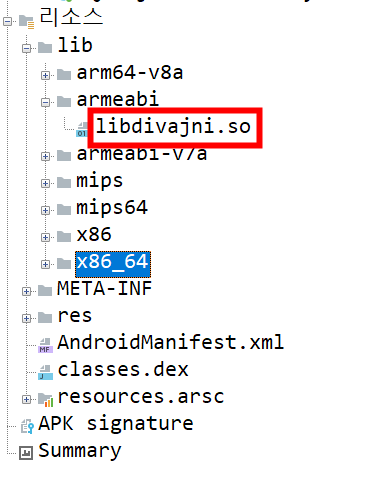 리소스
lib
arm64-v8a
armeabi
libdivajni.so
armeabi-v7a
mips
mips64
x86
x86_64
META-INF
res
AndroidManifest.xml
classes.dex
resources.arsc
APK signature
Summary